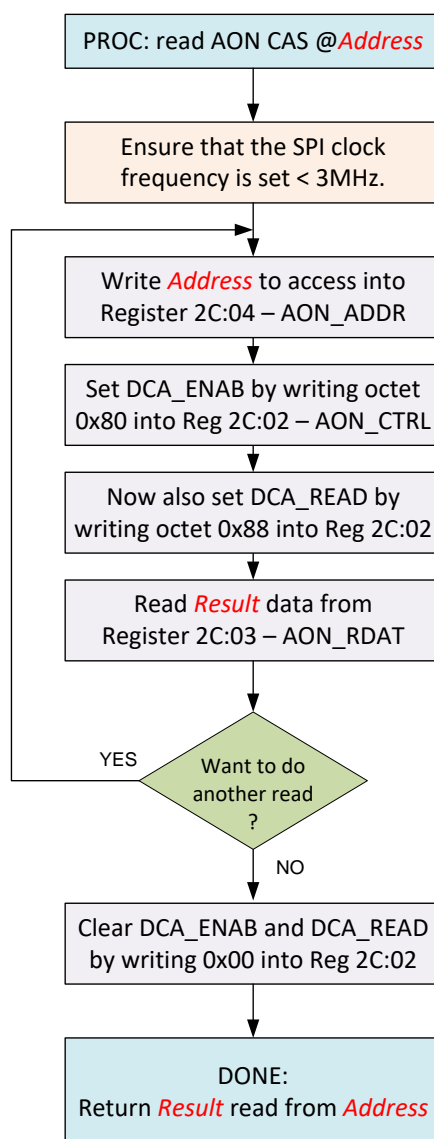 PROC: read AON CAS @Address
Ensure that the SPI clock
frequency is set < 3MHz.
Write Address to access into
Register 2C:04 – AON_ADDR
Set DCA_ENAB by writing octet
0x80 into Reg 2C:02 – AON_CTRL
Now also set DCA_READ by
writing octet 0x88 into Reg 2C:02
Read Result data from
Register 2C:03 – AON_RDAT
YES
Want to do
another read
?
NO
Clear DCA_ENAB and DCA_READ
by writing 0x00 into Reg 2C:02
DONE:
Return Result read from Address